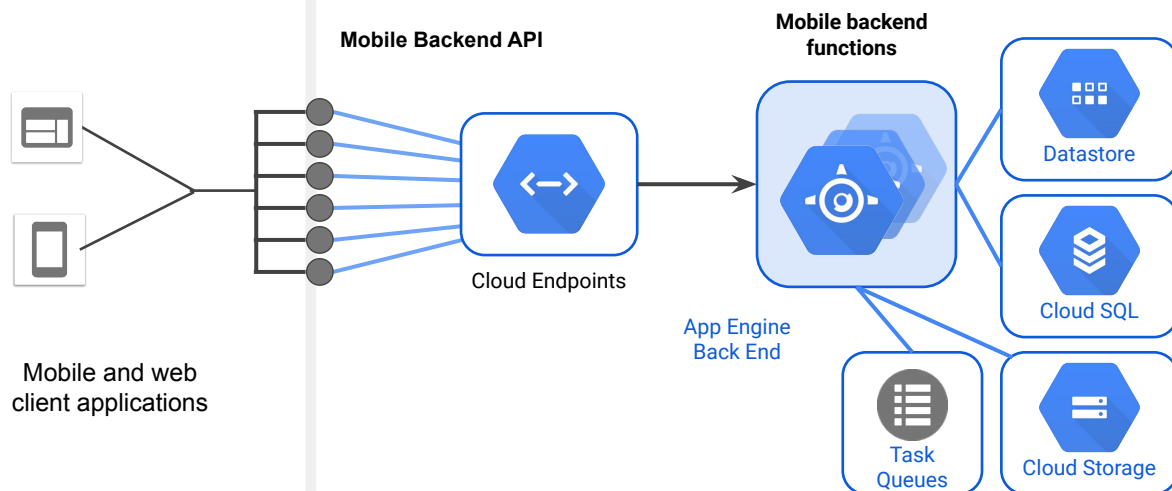 Mobile Backend API
Mobile backend
functions
Datastore
Cloud Endpoints
Cloud SQL
App Engine
Back End
Mobile and web
client applications
Task
Queues
Cloud Storage